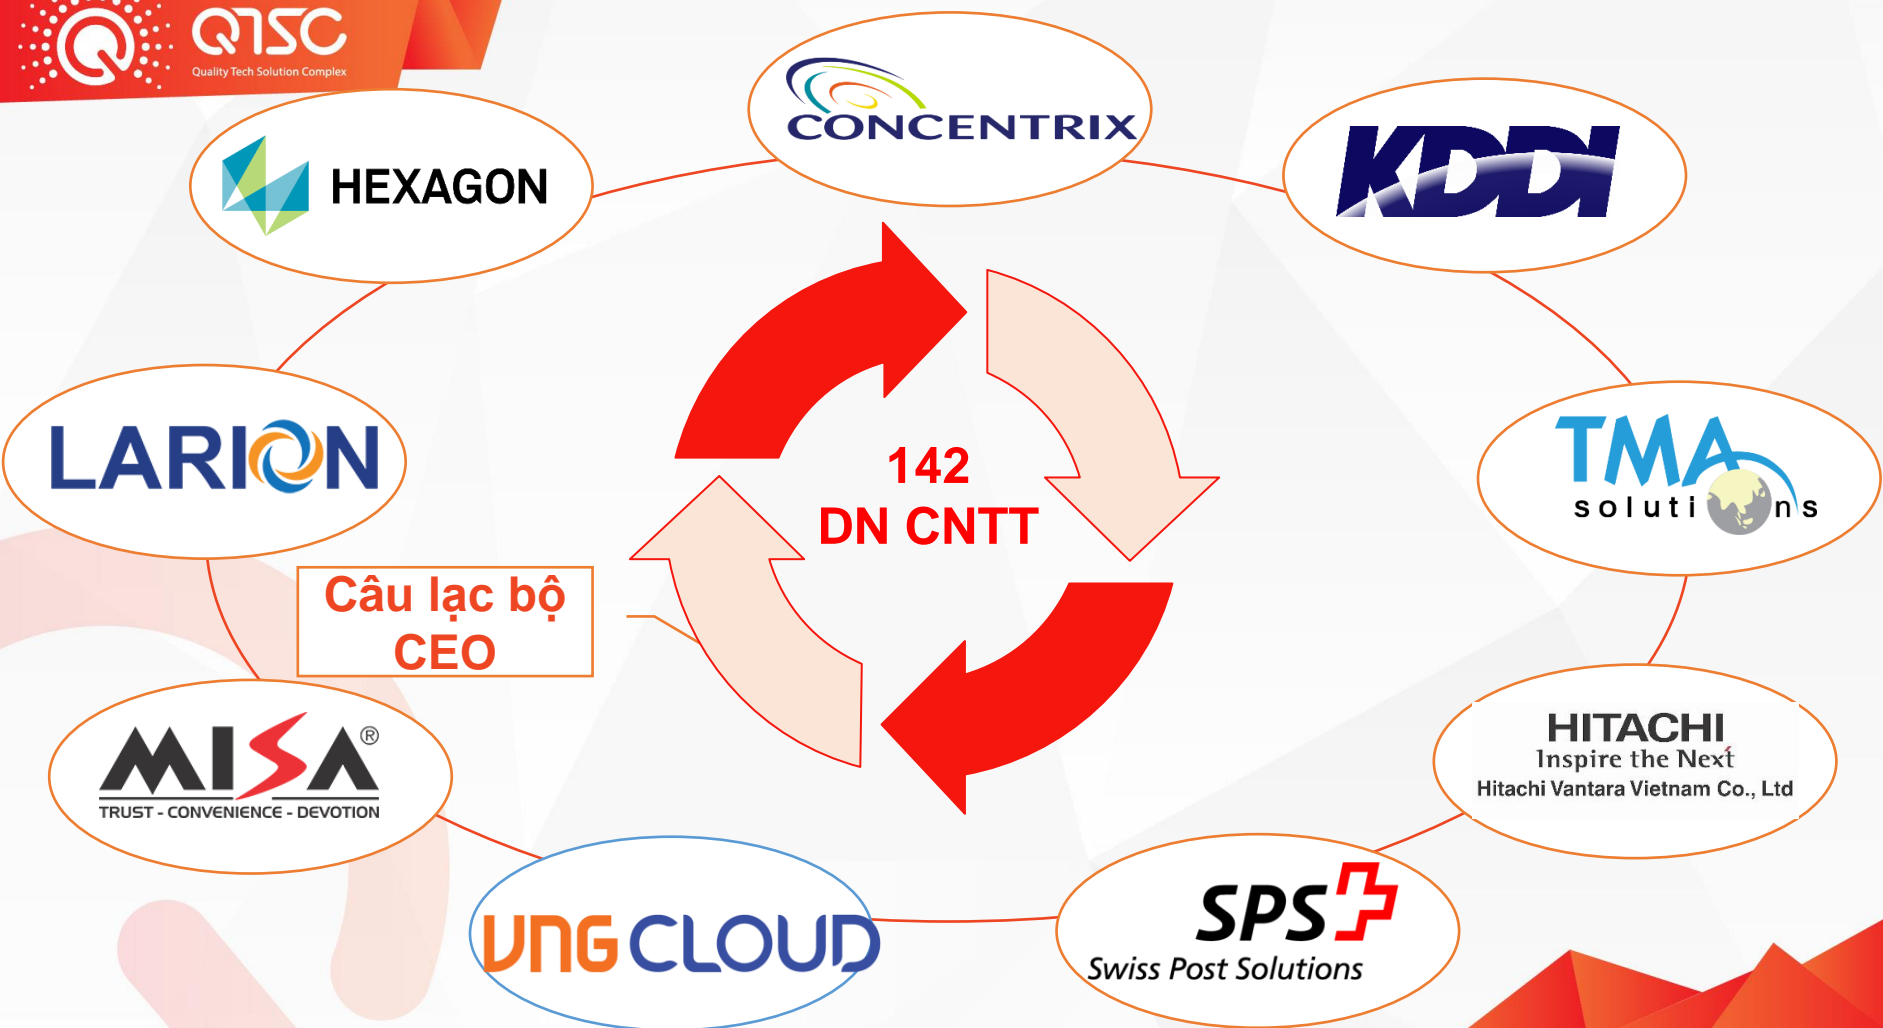 QTSC
Quality Tech Solution Complex
CONCENTRIX
HEXAGON
KDDI
LARION
TMA
solutions
142
DN CNTT
Câu lạc bộ
CEO
MISA®
TRUST - CONVENIENCE - DEVOTION
HITACHI
Inspire the Next
Hitachi Vantara Vietnam Co., Ltd
VNG CLOUD
SPS
Swiss Post Solutions